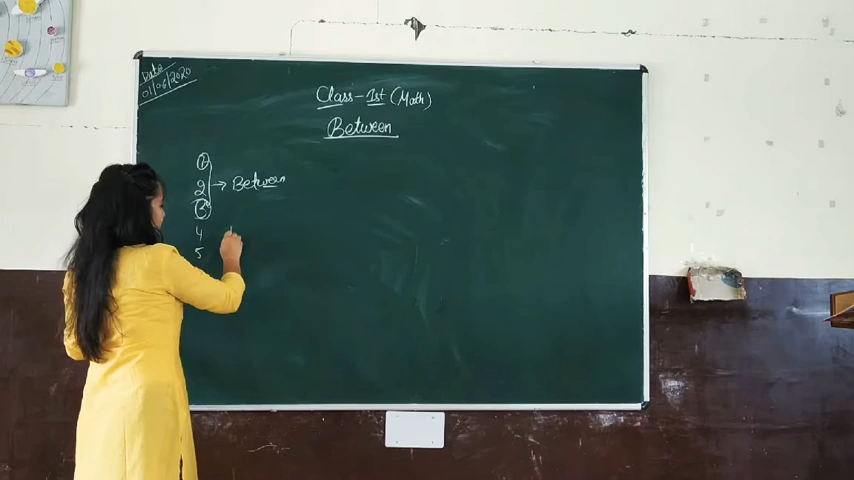 Date
01/06/2020
Class-1st (Math)
Between
1
2 → Between
3
4
5